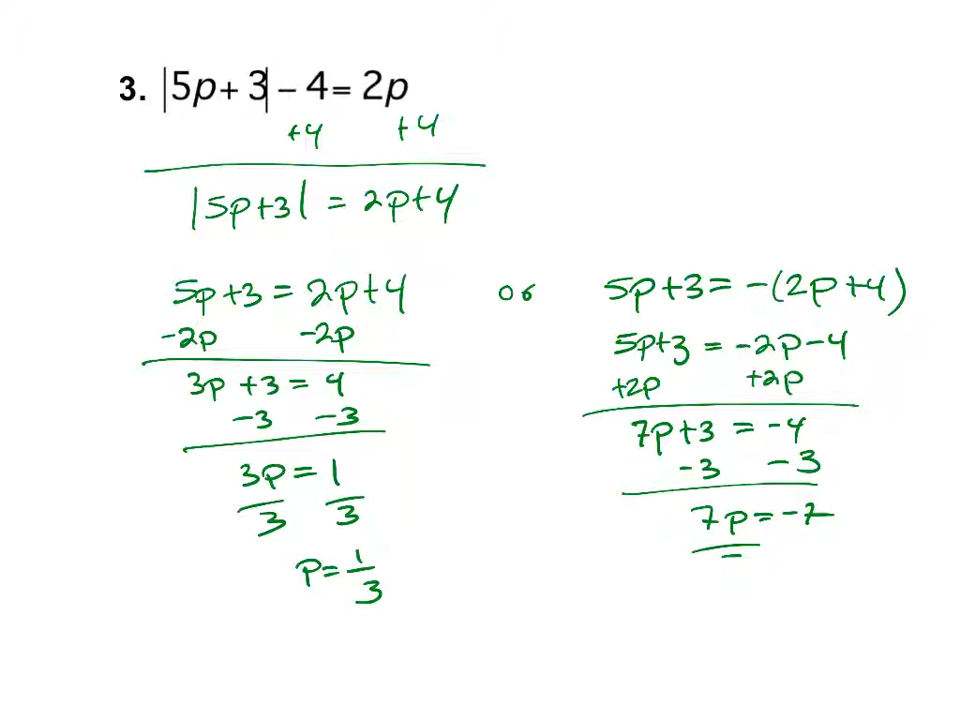 3. |5p+ 3| – 4= 2p
+4 +4
|5p+3| = 2p+4
5p+3 = 2p+4 or 5p+3 = -(2p+4)
-2p -2p 5p+3 = -2p-4
3p+3 = 4 +2p +2p
-3 -3 7p+3 = -4
3p = 1 -3 -3
3 3 7p = -7
p = 1/3